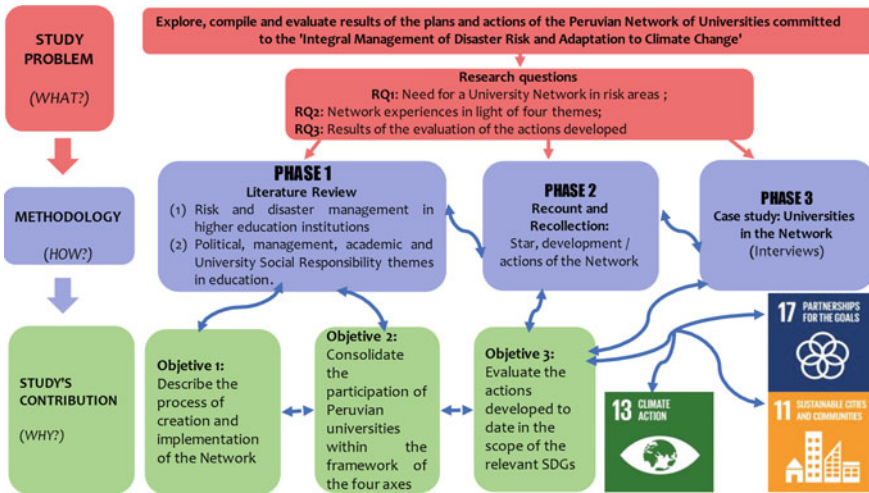 Explore, compile and evaluate results of the plans and actions of the Peruvian Network of Universities committed
to the 'Integral Management of Disaster Risk and Adaptation to Climate Change'
STUDY
PROBLEM
(WHAT?)
Research questions
RQ1: Need for a University Network in risk areas ;
RQ2: Network experiences in light of four themes;
RQ3: Results of the evaluation of the actions developed
METHODOLOGY
(HOW?)
PHASE 1
Literature Review
(1) Risk and disaster management in
higher education institutions
(2) Political, management, academic and
University Social Responsibility themes
in education.
PHASE 2
Recount and
Recollection:
Star, development /
actions of the Network
PHASE 3
Case study: Universities
in the Network
(Interviews)
STUDY'S
CONTRIBUTION
(WHY?)
Objetive 1:
Describe the
process of
creation and
implementation
of the Network
Objetive 2:
Consolidate
the
participation of
Peruvian
universities
within the
framework of
the four axes
Objetive 3:
Evaluate the
actions
developed to
date in the
scope of the
relevant SDGs
13 CLIMATE
ACTION
17 PARTNERSHIPS
FOR THE GOALS
11 SUSTAINABLE CITIES
AND COMMUNITIES